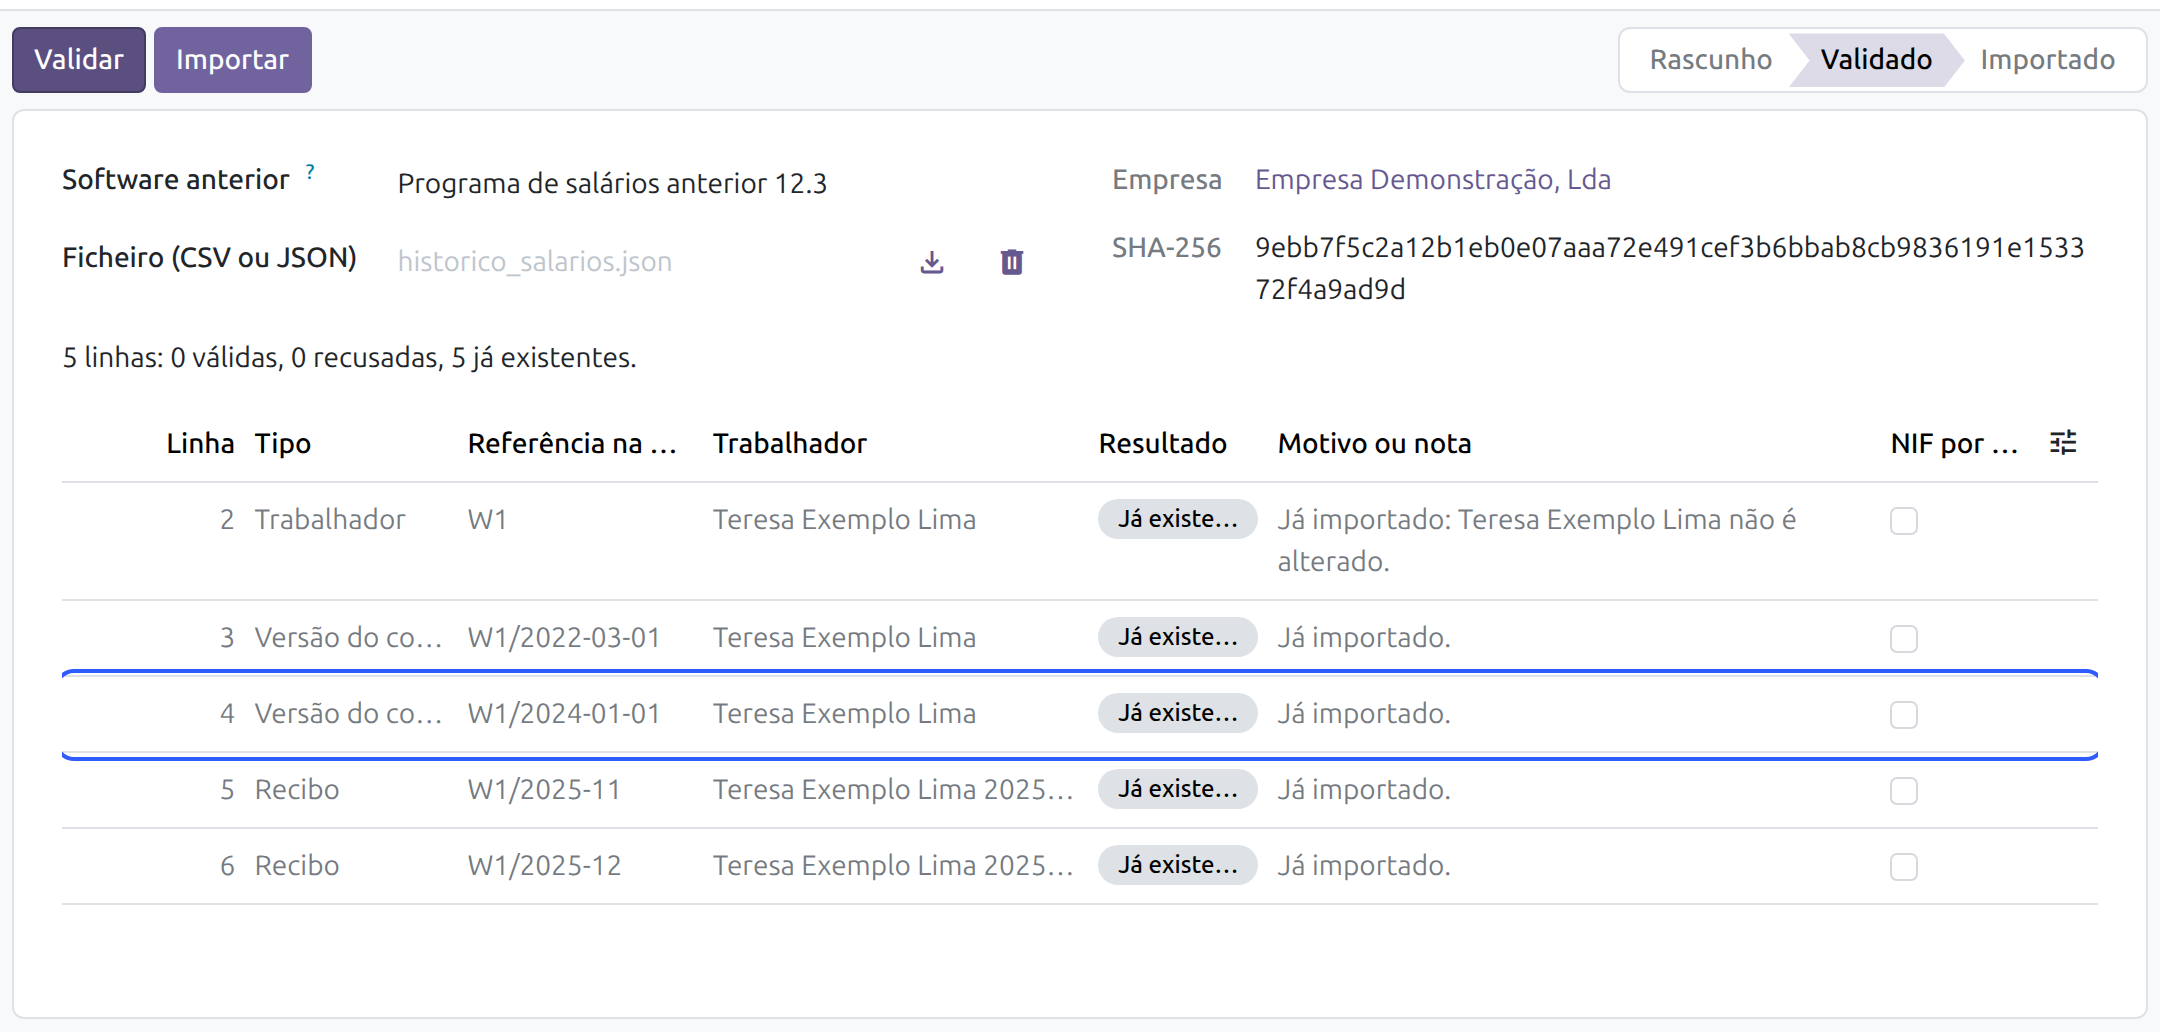 Validar
Importar
Rascunho
Validado
Importado
Software anterior ?
Programa de salários anterior 12.3
Empresa
Empresa Demonstração, Lda
Ficheiro (CSV ou JSON)
historico_salarios.json
SHA-256
9ebb7f5c2a12b1eb0e07aaa72e491cef3b6bbab8cb9836191e1533
72f4a9ad9d
5 linhas: 0 válidas, 0 recusadas, 5 já existentes.
Linha Tipo Referência na ... Trabalhador Resultado Motivo ou nota NIF por ...
2 Trabalhador W1 Teresa Exemplo Lima Já existe... Já importado: Teresa Exemplo Lima não é
alterado.
3 Versão do co... W1/2022-03-01 Teresa Exemplo Lima Já existe... Já importado.
4 Versão do co... W1/2024-01-01 Teresa Exemplo Lima Já existe... Já importado.
5 Recibo W1/2025-11 Teresa Exemplo Lima 2025... Já existe... Já importado.
6 Recibo W1/2025-12 Teresa Exemplo Lima 2025... Já existe... Já importado.